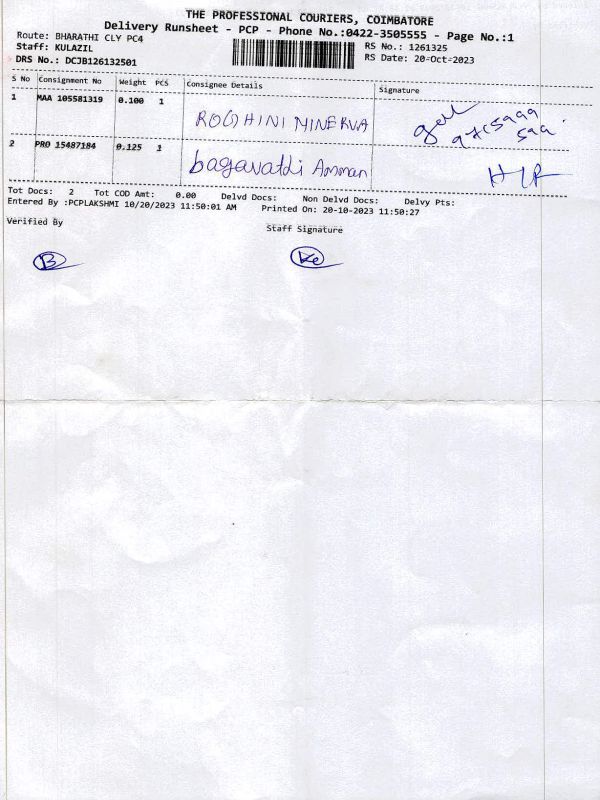 THE PROFESSIONAL COURIERS, COIMBATORE
Delivery Runsheet - PCP - Phone No.:0422-3505555 - Page No.:1
Route: BHARATHI CLY PC4
RS No.: 1261325
Staff: KULAZIL
RS Date: 20-Oct-2023
DRS No.: DCJB126132501
S No Consignment No Weight PCS Consignee Details Signature
1 MAA 105581319 0.100 1
MINERVA
2 PRO 15487184 0.125 1 bagavathi Amman
Tot Docs: 2 Tot COD Amt: 0.00 Delvd Docs: Non Delvd Docs: Delvy Pts:
Entered By :PCPLAKSHMI 10/20/2023 11:50:01 AM Printed On: 20-10-2023 11:50:27
Verified By Staff Signature